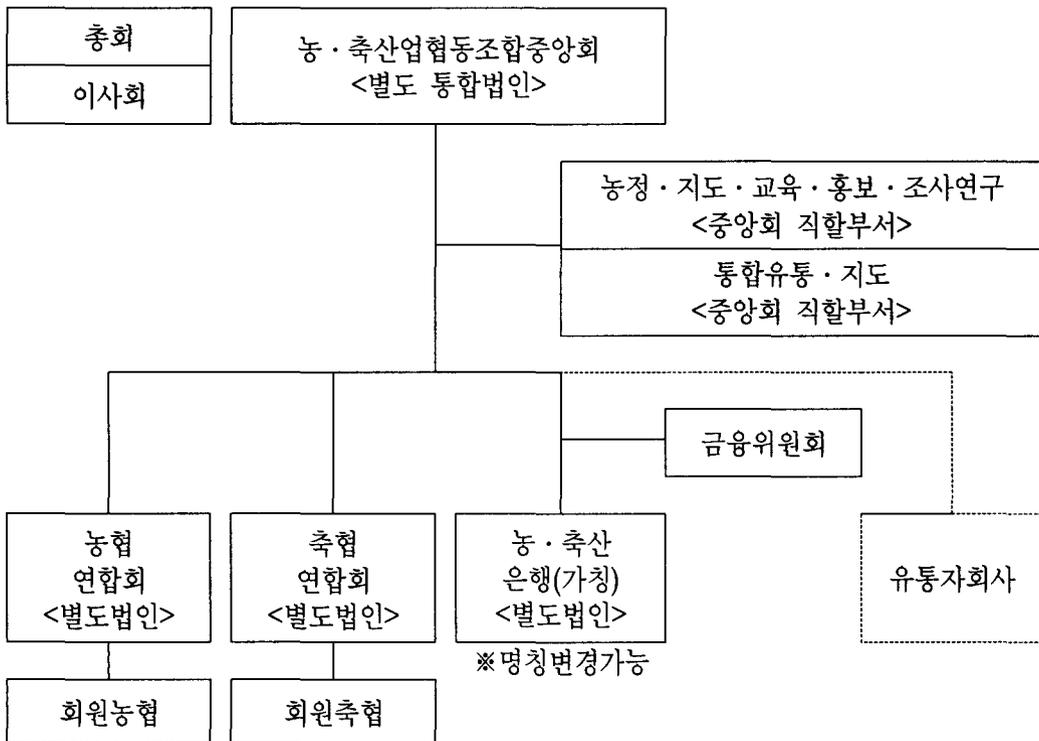 총회
이사회
농·축산업협동조합중앙회
<별도 통합법인>
농정·지도·교육·홍보·조사연구
<중앙회 직할부서>
통합유통·지도
<중앙회 직할부서>
금융위원회
농협
연합회
<별도법인>
축협
연합회
<별도법인>
농·축산
은행(가칭)
<별도법인>
※명칭변경가능
유통자회사
회원농협
회원축협